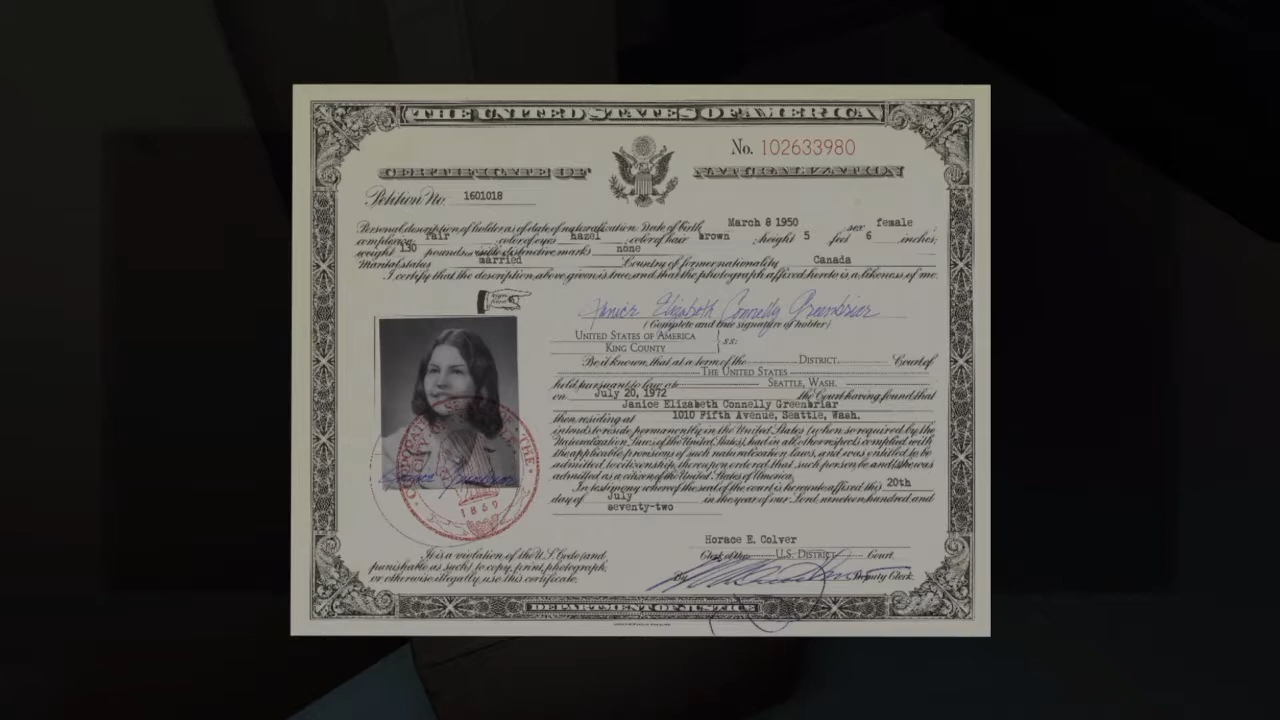 THE UNITED STATES OF AMERICA
No. 102633980
CERTIFICATE OF NATURALIZATION
Petition No. 1601018
Personal description of holder as of date of naturalization: Date of birth March 8 1950 sex female
complexion fair color of eyes hazel color of hair brown height 5 feet 6 inches;
weight 130 pounds visible distinctive marks none
Marital status married Country of former nationality Canada
I certify that the description above given is true, and that the photograph affixed hereto is a likeness of me.
Janice Elizabeth Connelly Greenbriar
(Complete and true signature of holder)
UNITED STATES OF AMERICA
KING COUNTY ss:
Be it known, that at a term of the DISTRICT Court of
THE UNITED STATES
held pursuant to law at SEATTLE, WASH.
on July 20, 1972 the Court having found that
Janice Elizabeth Connelly Greenbriar
then residing at 1010 Fifth Avenue, Seattle, Wash.
intends to reside permanently in the United States (when so required by the
Naturalization Laws of the United States), had in all other respects complied with
the applicable provisions of such naturalization laws, and was entitled to be
admitted to citizenship, thereupon ordered that such person be and (s)he was
admitted as a citizen of the United States of America.
In testimony whereof the seal of the court is hereunto affixed this 20th
day of July in the year of our Lord nineteen hundred and
seventy-two
1869
It is a violation of the U.S. Code (and
punishable as such) to copy, print, photograph,
or otherwise illegally use this certificate.
Horace E. Colver
Clerk of the U.S. DISTRICT Court
By Deputy Clerk.
DEPARTMENT OF JUSTICE